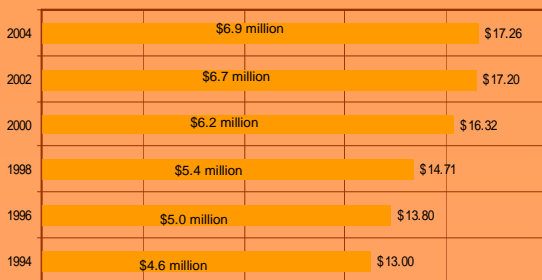 2004 $6.9 million $17.26
2002 $6.7 million $17.20
2000 $6.2 million $16.32
1998 $5.4 million $14.71
1996 $5.0 million $13.80
1994 $4.6 million $13.00